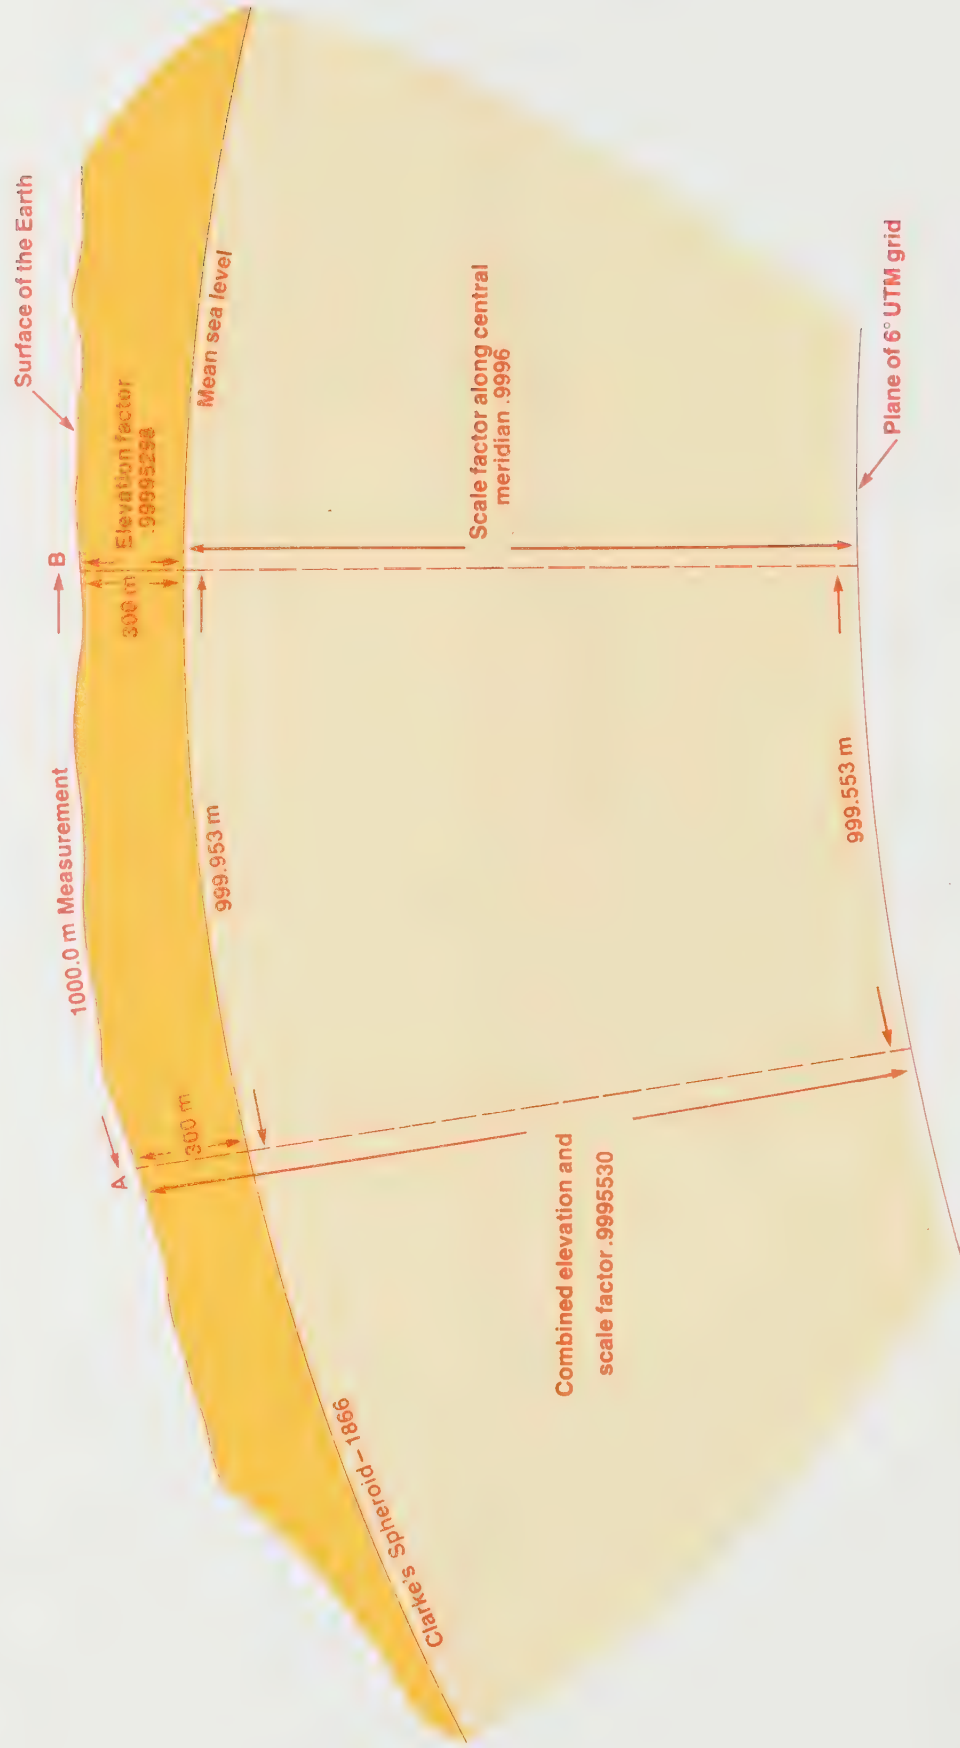 Surface of the Earth
1000.0 m Measurement
A
B
300 m
300 m
Elevation factor
.99995298
Mean sea level
999.953 m
Clarke's Spheroid – 1866
Scale factor along central
meridian .9996
Combined elevation and
scale factor .9995530
999.553 m
Plane of 6° UTM grid